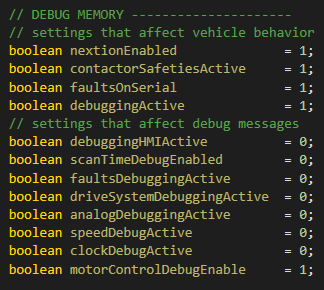 // DEBUG MEMORY ---------------------
// settings that affect vehicle behavior
boolean nextionEnabled = 1;
boolean contactorSafetiesActive = 1;
boolean faultsOnSerial = 1;
boolean debuggingActive = 1;
// settings that affect debug messages
boolean debuggingHMIActive = 0;
boolean scanTimeDebugEnabled = 0;
boolean faultsDebuggingActive = 0;
boolean driveSystemDebuggingActive = 0;
boolean analogDebuggingActive = 0;
boolean speedDebugActive = 0;
boolean clockDebugActive = 0;
boolean motorControlDebugEnable = 1;